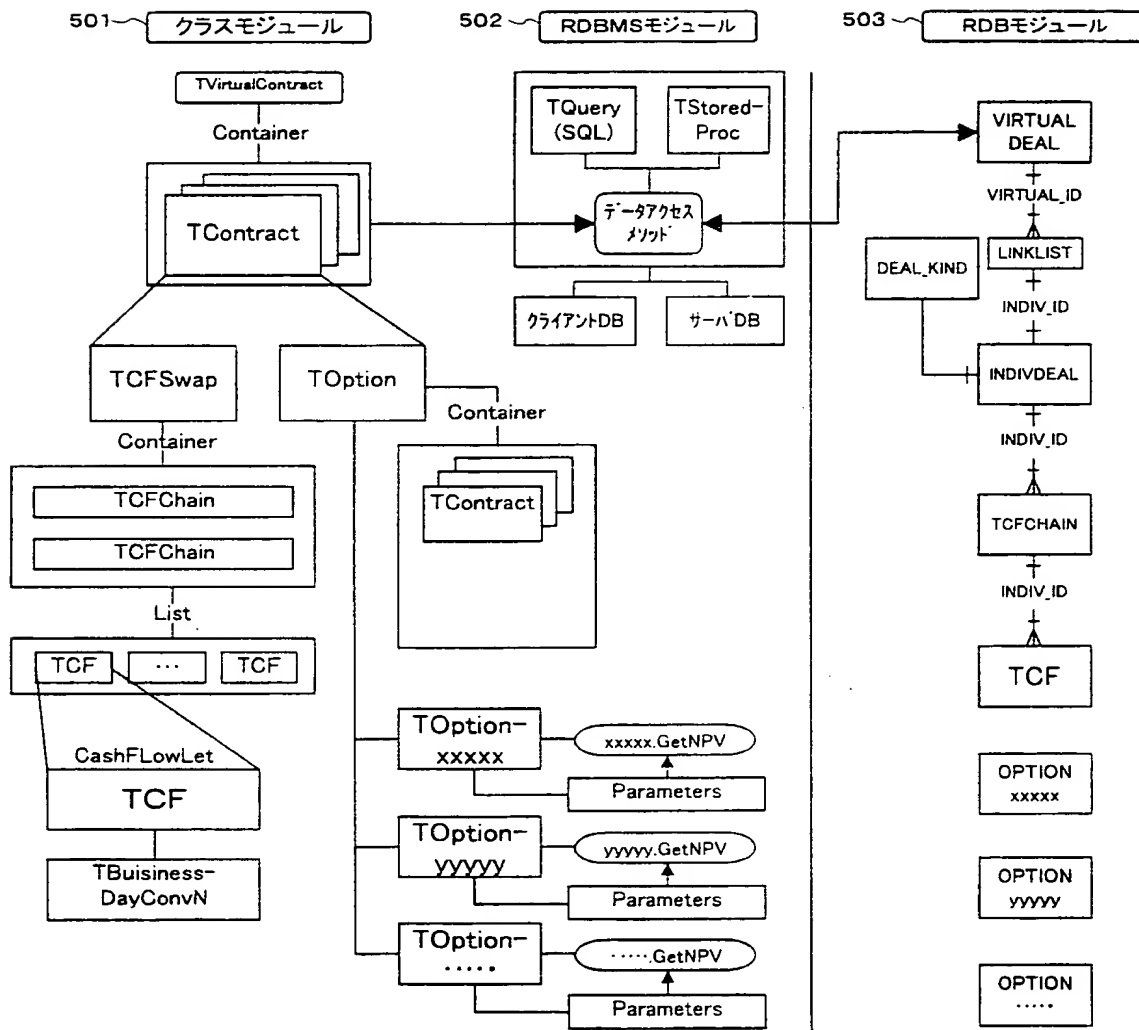 501
クラスモジュール
502
RDBMSモジュール
503
RDBモジュール
TVirtualContract
Container
TContract
TCFSwap
TOption
Container
TCFChain
TCFChain
List
TCF
...
TCF
CashFLowLet
TCF
TBuisiness-
DayConvN
Container
TContract
TOption-
xxxxx
xxxxx.GetNPV
Parameters
TOption-
yyyyy
yyyyy.GetNPV
Parameters
TOption-
.....
.....GetNPV
Parameters
TQuery
(SQL)
TStored-
Proc
データアクセス
メソッド
クライアントDB
サーバDB
VIRTUAL
DEAL
VIRTUAL_ID
LINKLIST
DEAL_KIND
INDIV_ID
INDIVDEAL
INDIV_ID
TCFCHAIN
INDIV_ID
TCF
OPTION
xxxxx
OPTION
yyyyy
OPTION
.....